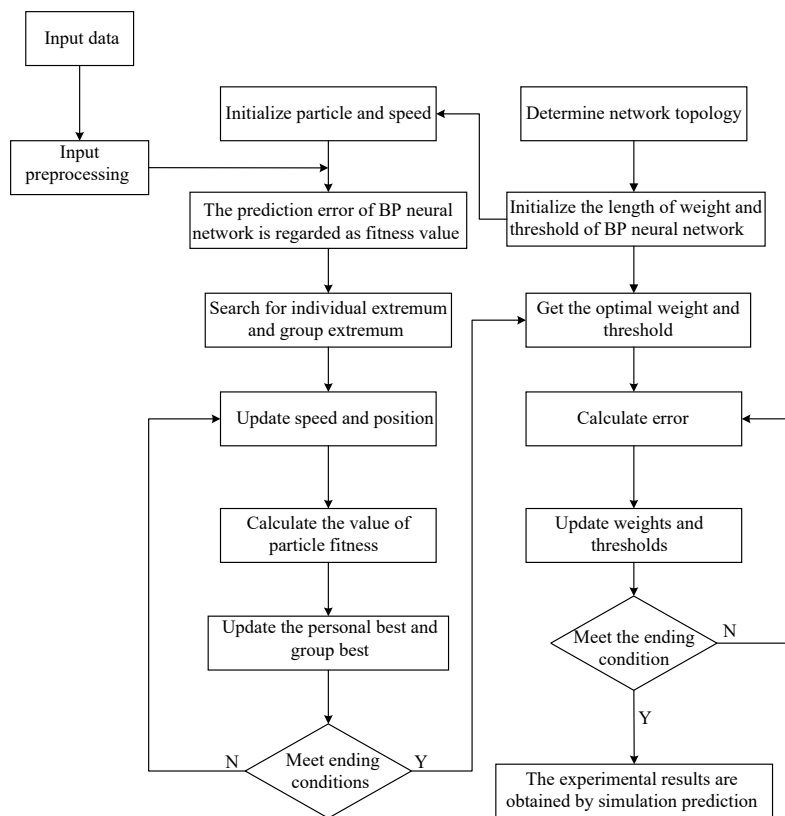 Input data
Input
preprocessing
Initialize particle and speed
The prediction error of BP neural
network is regarded as fitness value
Search for individual extremum
and group extremum
Update speed and position
Calculate the value of
particle fitness
Update the personal best and
group best
N
Meet ending
conditions
Y
Determine network topology
Initialize the length of weight and
threshold of BP neural network
Get the optimal weight and
threshold
Calculate error
Update weights and
thresholds
Meet the ending
condition
N
Y
The experimental results are
obtained by simulation prediction